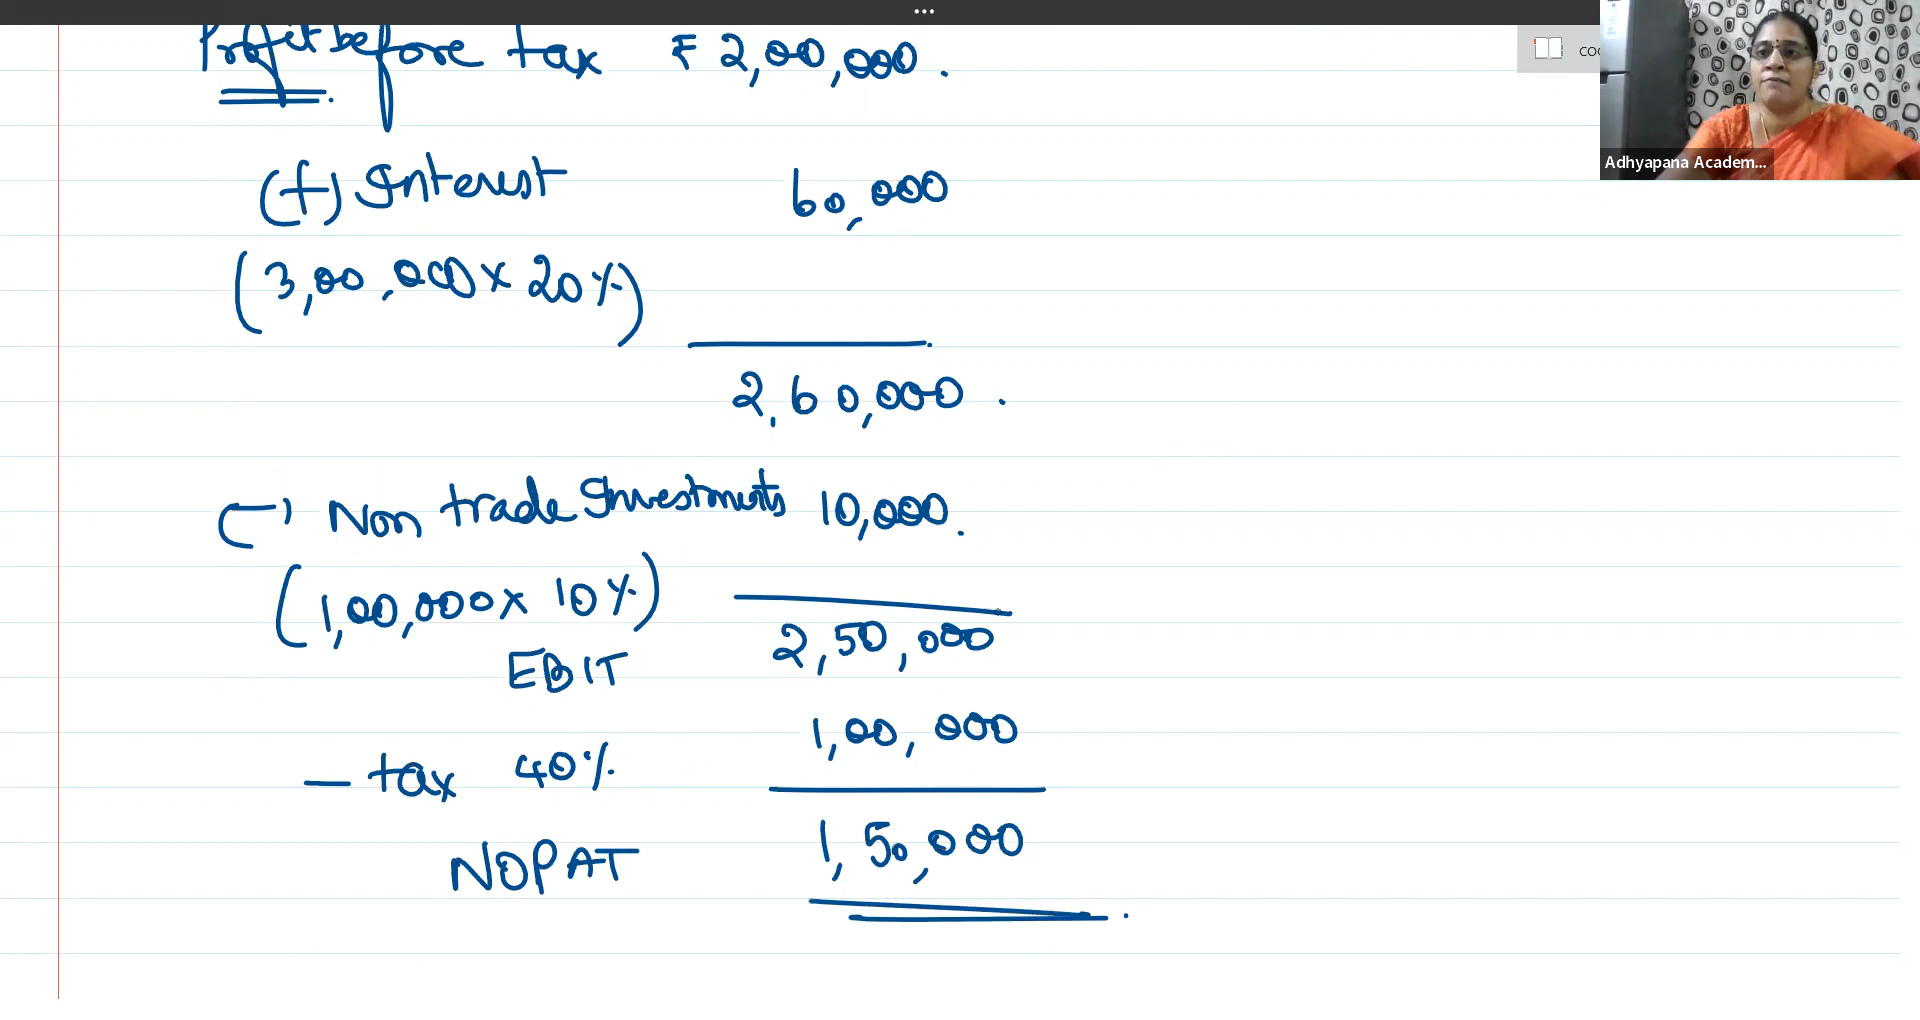 ...
Profit before tax ₹ 2,00,000.
CO
Adhyapana Academ...
(+) Interest 60,000
(3,00,000 x 20%)
2,60,000.
(-) Non trade Investments 10,000.
(1,00,000 x 10%)
2,50,000
EBIT
1,00,000
- tax 40%
NOPAT 1,50,000